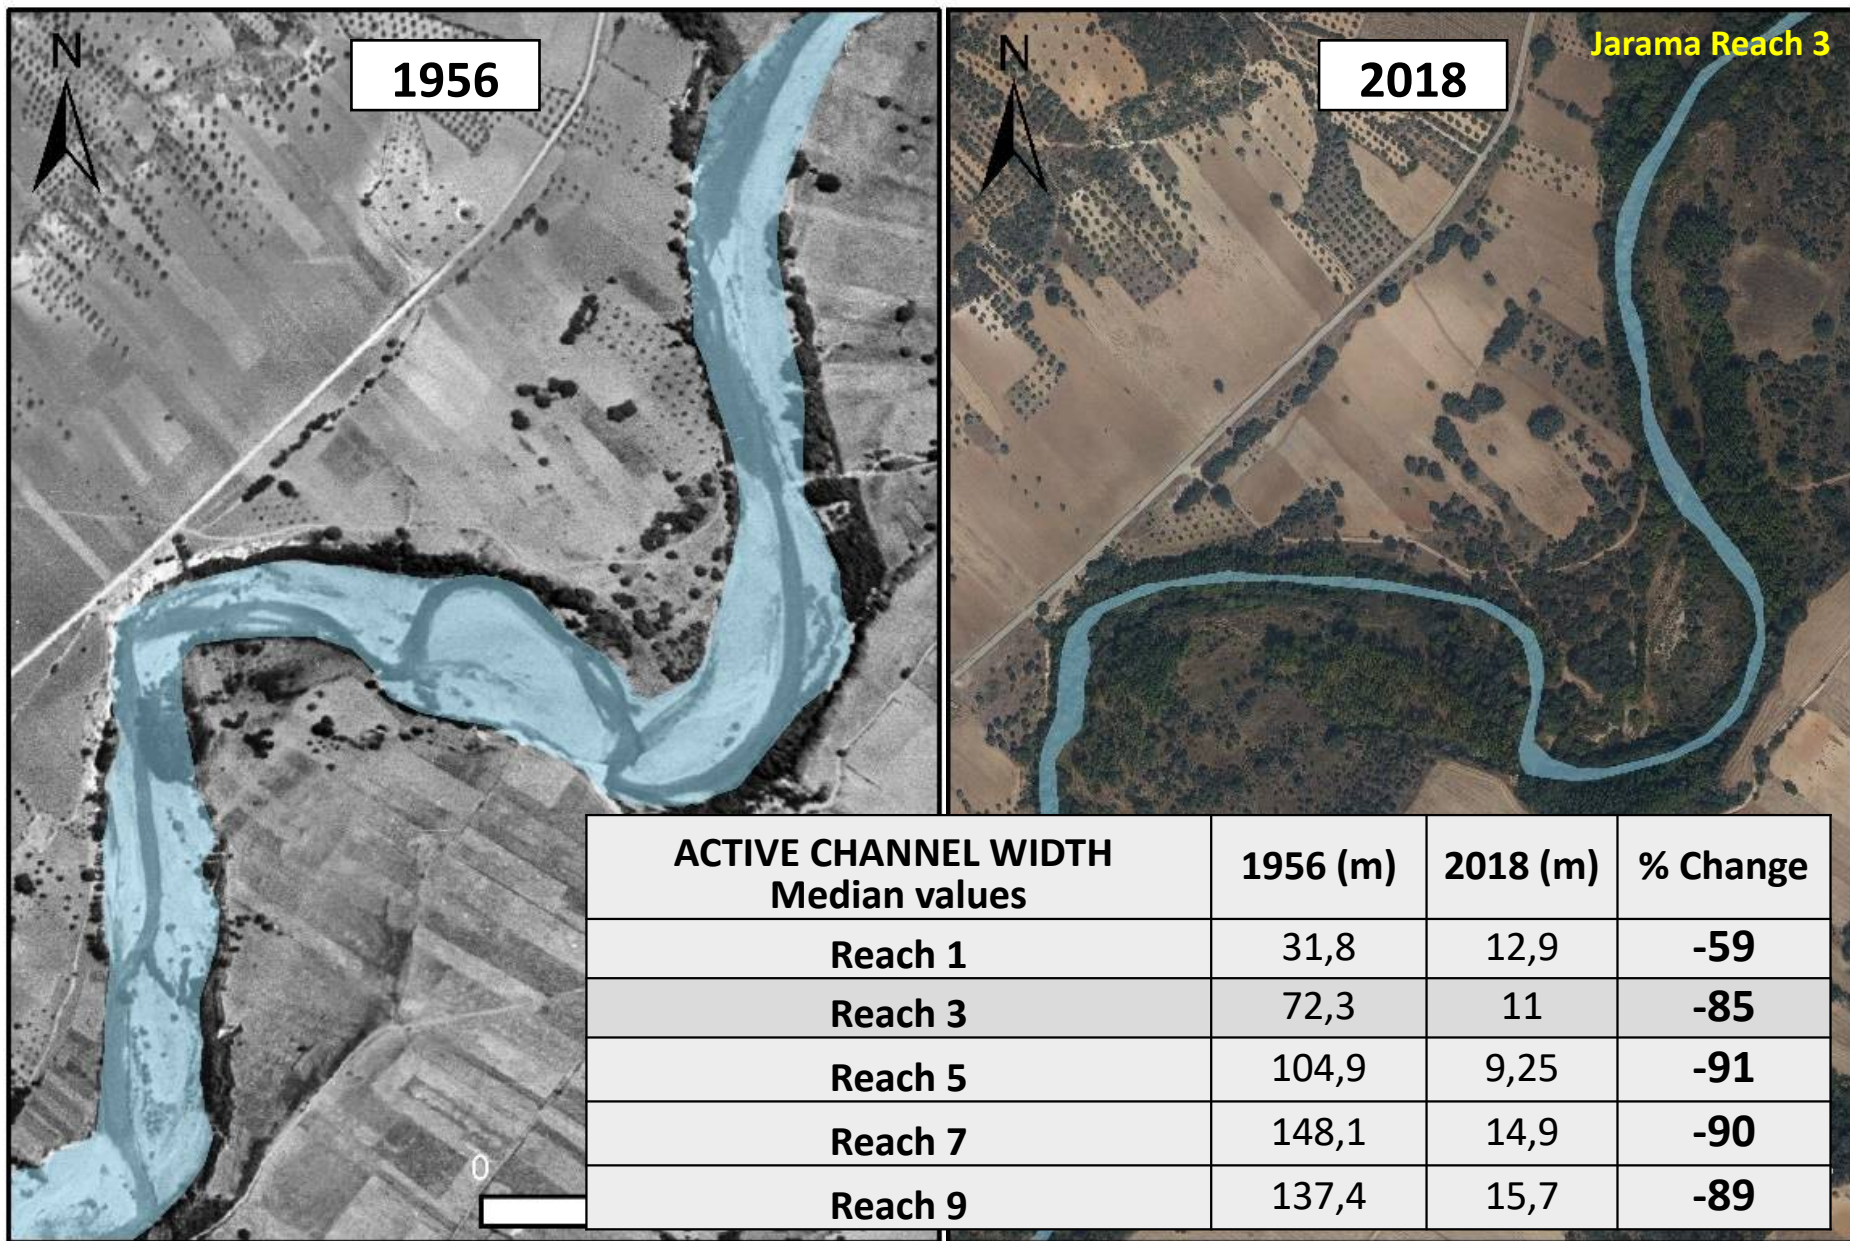 N
1956
N
2018
Jarama Reach 3
0
ACTIVE CHANNEL WIDTH
Median values
1956 (m)
2018 (m)
% Change
Reach 1 31,8 12,9 -59
Reach 3 72,3 11 -85
Reach 5 104,9 9,25 -91
Reach 7 148,1 14,9 -90
Reach 9 137,4 15,7 -89